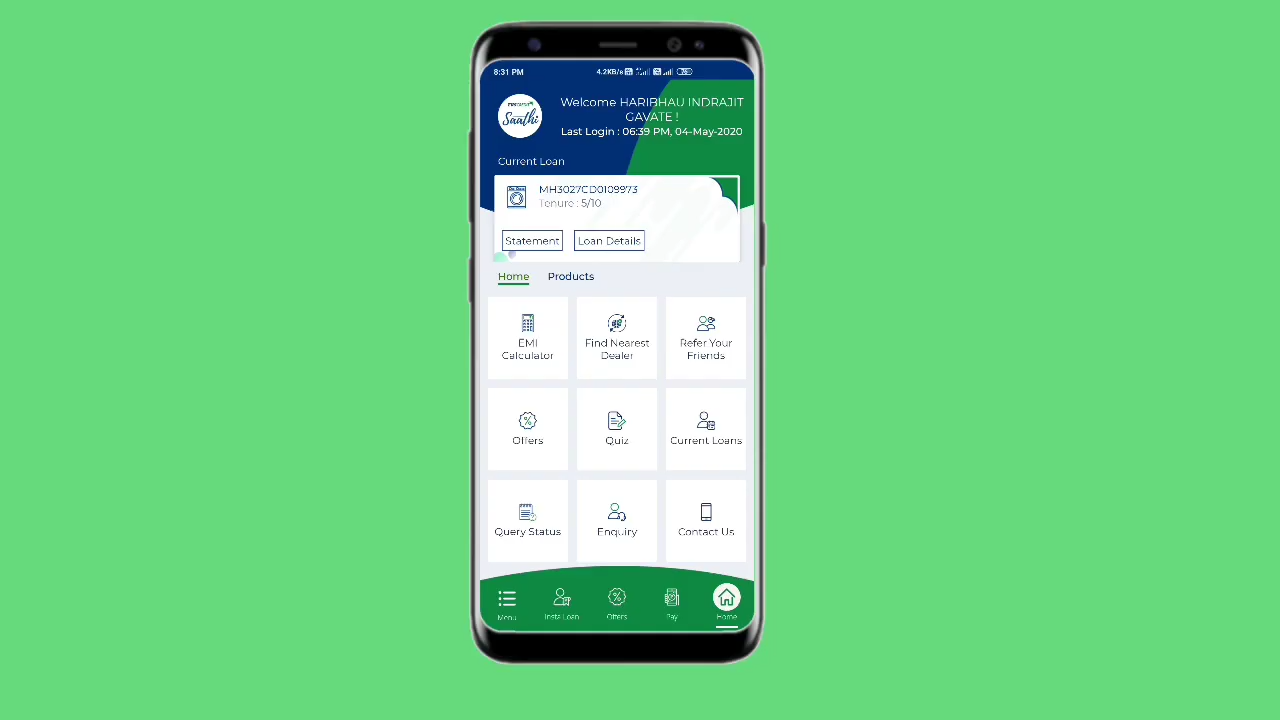 8:31 PM
4.2KB/s
Saathi
Welcome HARIBHAU INDRAJIT
GAVATE !
Last Login : 06:39 PM, 04-May-2020
Current Loan
MH3027CD0109973
Tenure : 5/10
Statement
Loan Details
Home
Products
EMI
Calculator
Find Nearest
Dealer
Refer Your
Friends
Offers
Quiz
Current Loans
Query Status
Enquiry
Contact Us
Menu
Insta Loan
Offers
Pay
Home